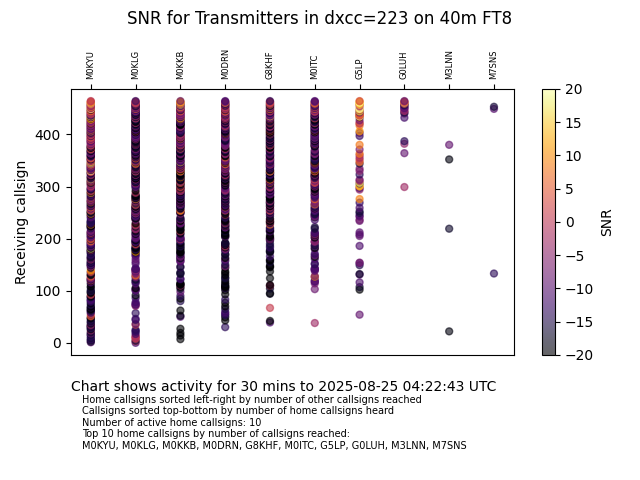 SNR for Transmitters in dxcc=223 on 40m FT8
M0KYU M0KLG M0KKB M0DRN G8KHF M0ITC G5LP G0LUH M3LNN M7SNS
Receiving callsign
400
300
200
100
0
20
15
10
5
0
−5
−10
−15
−20
SNR
Chart shows activity for 30 mins to 2025-08-25 04:22:43 UTC
Home callsigns sorted left-right by number of other callsigns reached
Callsigns sorted top-bottom by number of home callsigns heard
Number of active home callsigns: 10
Top 10 home callsigns by number of callsigns reached:
M0KYU, M0KLG, M0KKB, M0DRN, G8KHF, M0ITC, G5LP, G0LUH, M3LNN, M7SNS